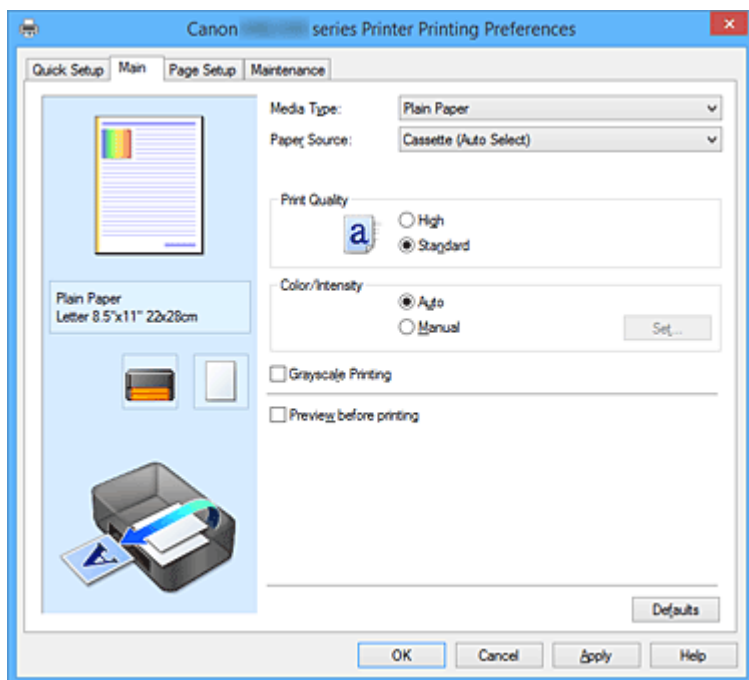 Canon series Printer Printing Preferences
Quick Setup Main Page Setup Maintenance
Media Type: Plain Paper
Paper Source: Cassette (Auto Select)
Print Quality
a
High
Standard
Color/Intensity
Auto
Manual
Set...
Plain Paper
Letter 8.5"x11" 22x28cm
Grayscale Printing
Preview before printing
A
Defaults
OK Cancel Apply Help